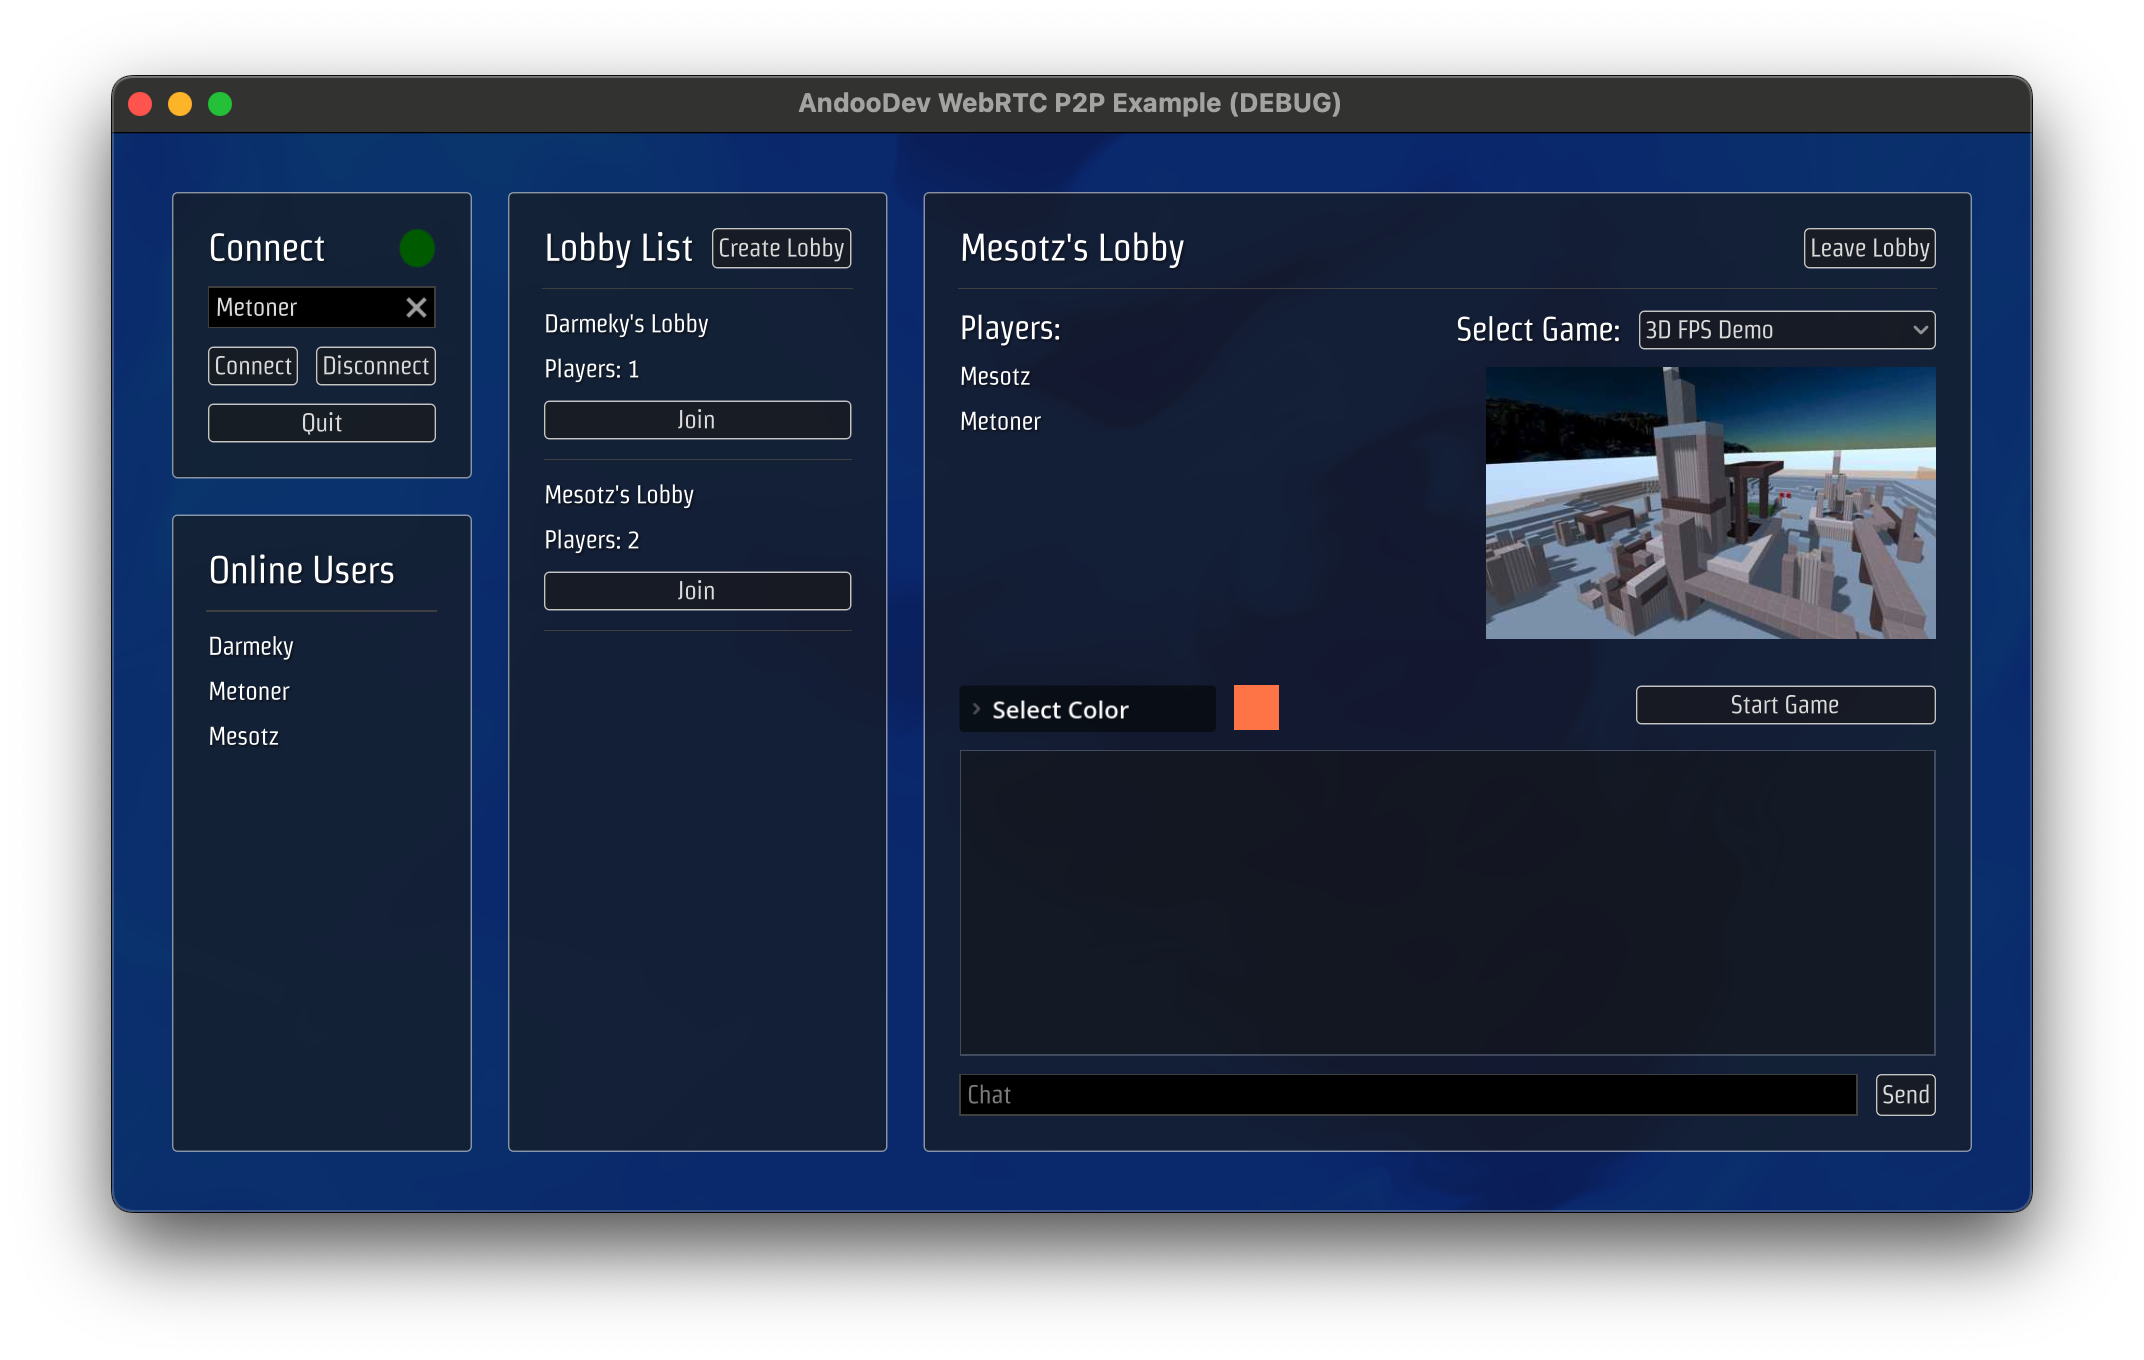 AndooDev WebRTC P2P Example (DEBUG)
Connect
Metoner
Connect
Disconnect
Quit
Online Users
Darmeky
Metoner
Mesotz
Lobby List
Create Lobby
Darmeky's Lobby
Players: 1
Join
Mesotz's Lobby
Players: 2
Join
Mesotz's Lobby
Leave Lobby
Players:
Mesotz
Metoner
Select Game:
3D FPS Demo
Select Color
Start Game
Chat
Send